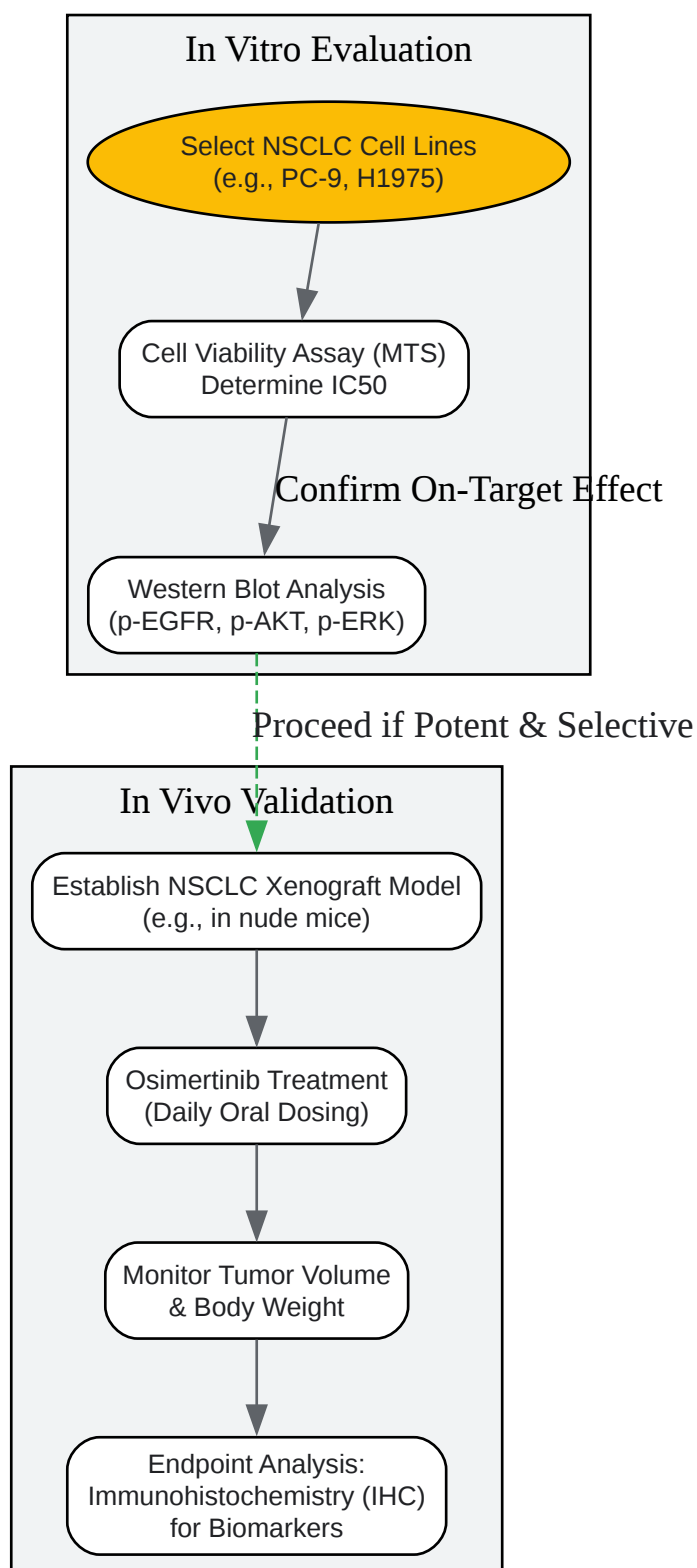 In Vitro Evaluation
Select NSCLC Cell Lines
(e.g., PC-9, H1975)
Cell Viability Assay (MTS)
Determine IC50
Confirm On-Target Effect
Western Blot Analysis
(p-EGFR, p-AKT, p-ERK)
Proceed if Potent & Selective
In Vivo Validation
Establish NSCLC Xenograft Model
(e.g., in nude mice)
Osimertinib Treatment
(Daily Oral Dosing)
Monitor Tumor Volume
& Body Weight
Endpoint Analysis:
Immunohistochemistry (IHC)
for Biomarkers